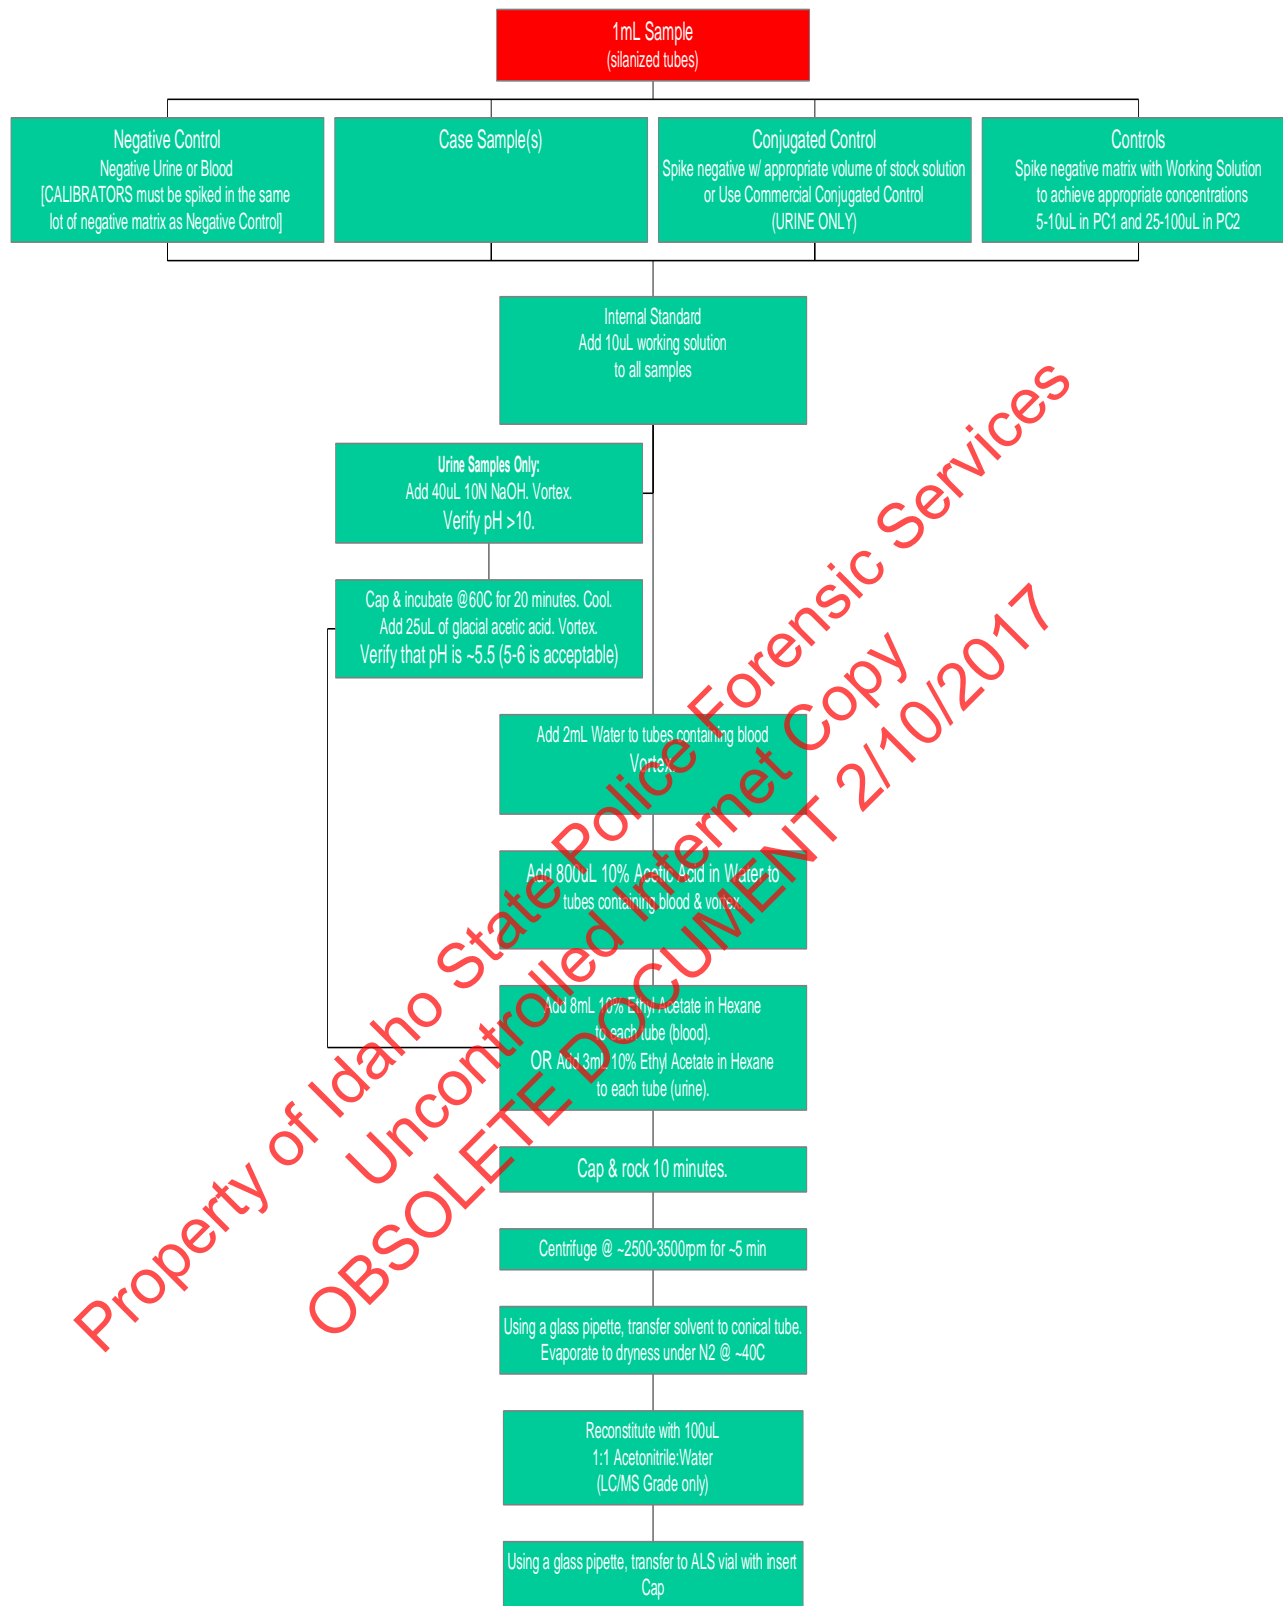 1mL Sample
(silanized tubes)
Negative Control
Negative Urine or Blood
[CALIBRATORS must be spiked in the same
lot of negative matrix as Negative Control]
Case Sample(s)
Conjugated Control
Spike negative w/ appropriate volume of stock solution
or Use Commercial Conjugated Control
(URINE ONLY)
Controls
Spike negative matrix with Working Solution
to achieve appropriate concentrations
5-10uL in PC1 and 25-100uL in PC2
Internal Standard
Add 10uL working solution
to all samples
Urine Samples Only:
Add 40uL 10N NaOH. Vortex.
Verify pH >10.
Cap & incubate @60C for 20 minutes. Cool.
Add 25uL of glacial acetic acid. Vortex.
Verify that pH is ~5.5 (5-6 is acceptable)
Add 2mL Water to tubes containing blood
Vortex.
Add 800uL 10% Acetic Acid in Water to
tubes containing blood & vortex.
Add 8mL 10% Ethyl Acetate in Hexane
to each tube (blood).
OR Add 3mL 10% Ethyl Acetate in Hexane
to each tube (urine).
Cap & rock 10 minutes.
Centrifuge @ ~2500-3500rpm for ~5 min
Using a glass pipette, transfer solvent to conical tube.
Evaporate to dryness under N2 @ ~40C
Reconstitute with 100uL
1:1 Acetonitrile:Water
(LC/MS Grade only)
Using a glass pipette, transfer to ALS vial with insert
Cap
Property of Idaho State Police Forensic Services
Uncontrolled Internet Copy
OBSOLETE DOCUMENT 2/10/2017